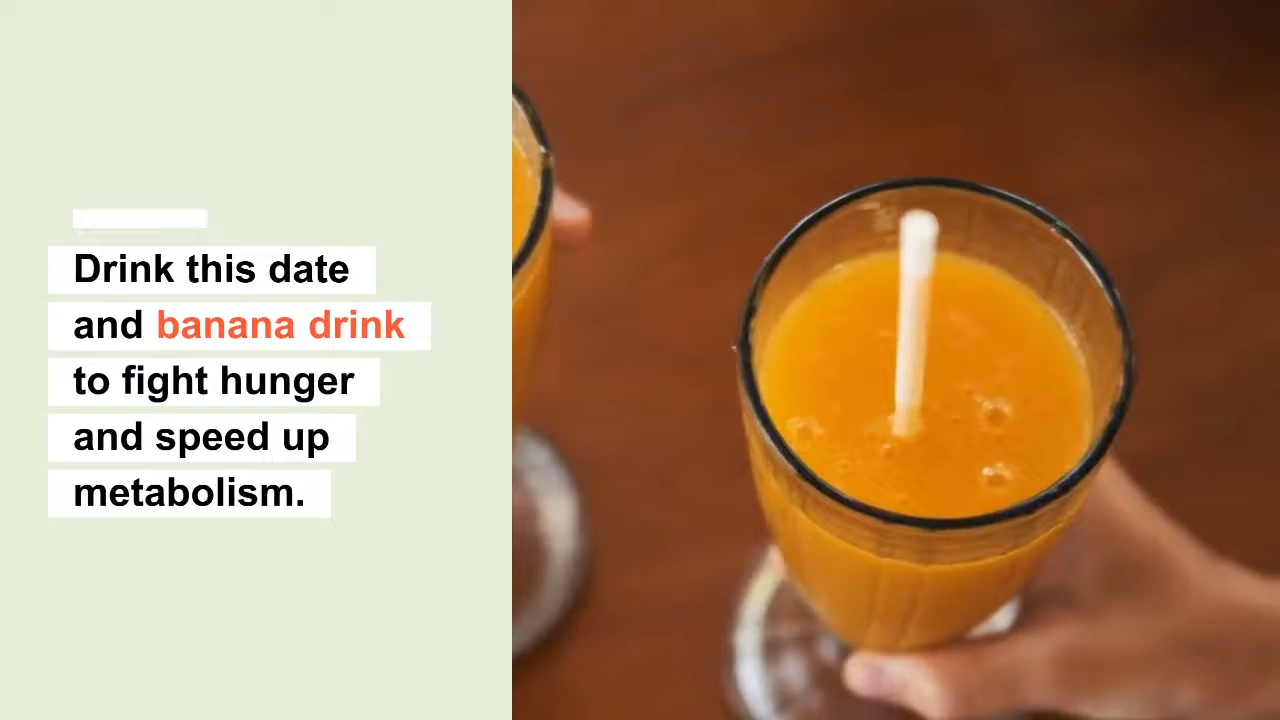 Drink this date
and banana drink
to fight hunger
and speed up
metabolism.